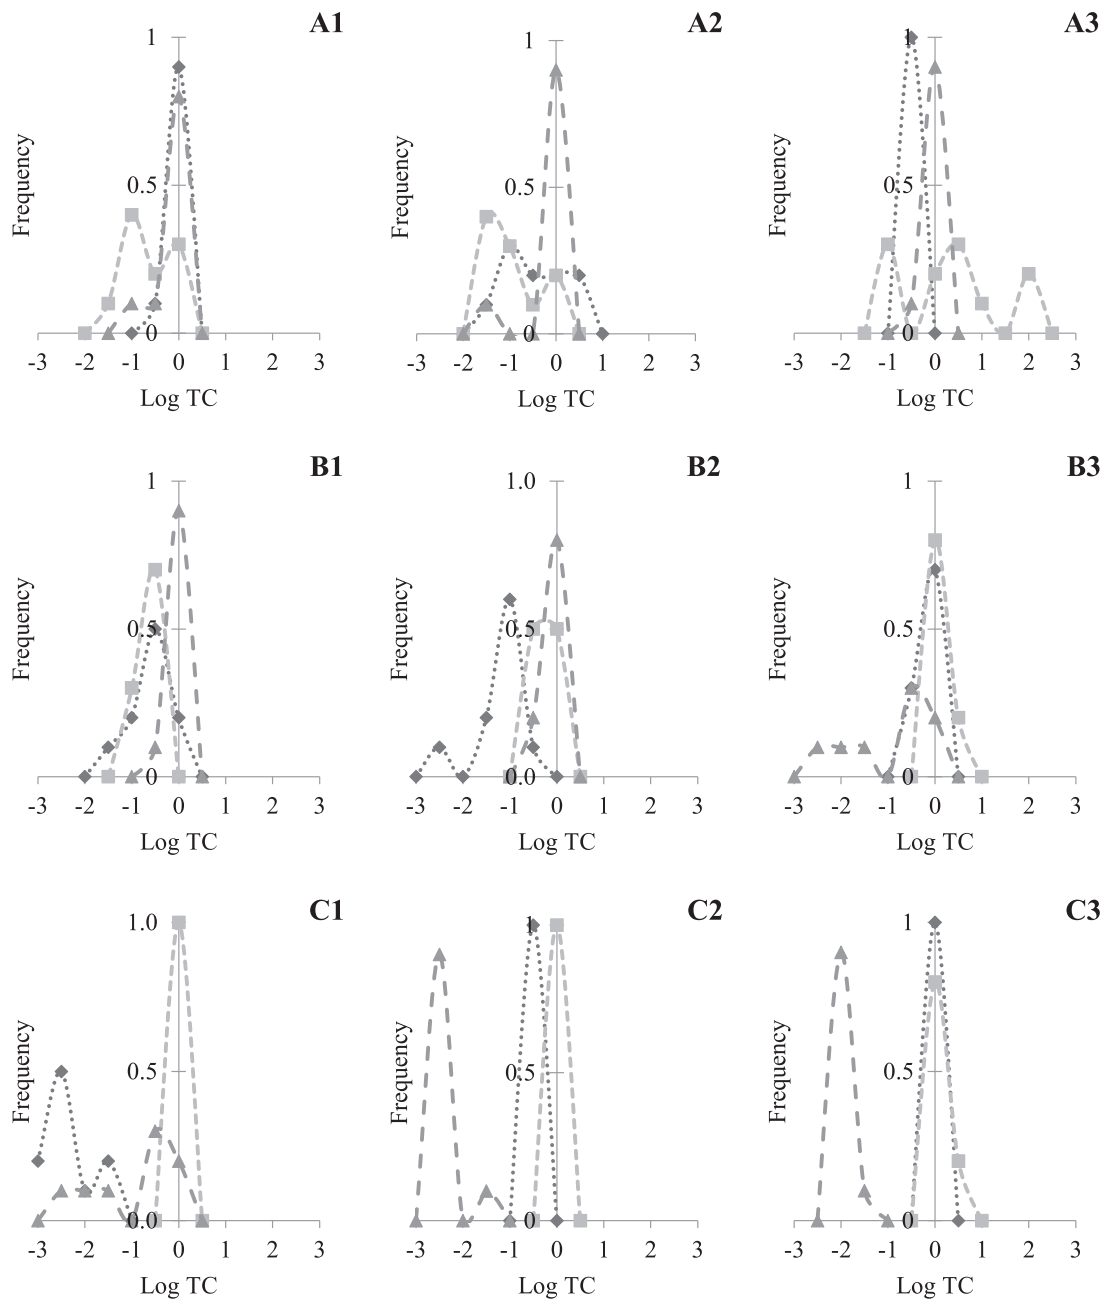 A1 A2 A3
1 1 1
Frequency Frequency Frequency
0.5 0.5 0.5
0 0 0
-3 -2 -1 0 1 2 3 -3 -2 -1 0 1 2 3 -3 -2 -1 0 1 2 3
Log TC Log TC Log TC
B1 B2 B3
1 1.0 1
Frequency Frequency Frequency
0.5 0.5 0.5
0 0.0 0
-3 -2 -1 0 1 2 3 -3 -2 -1 0 1 2 3 -3 -2 -1 0 1 2 3
Log TC Log TC Log TC
C1 C2 C3
1.0 1 1
Frequency Frequency Frequency
0.5 0.5 0.5
0.0 0 0
-3 -2 -1 0 1 2 3 -3 -2 -1 0 1 2 3 -3 -2 -1 0 1 2 3
Log TC Log TC Log TC